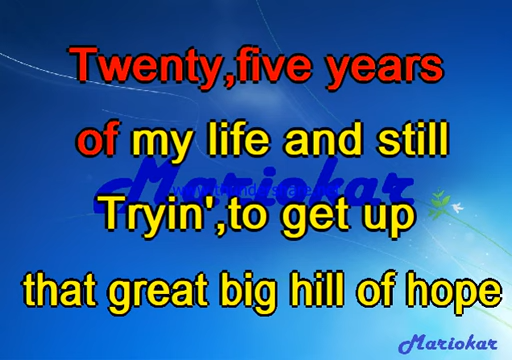 Twenty,five years
of my life and still
Mariokar
Tryin',to get up
that great big hill of hope
Mariokar